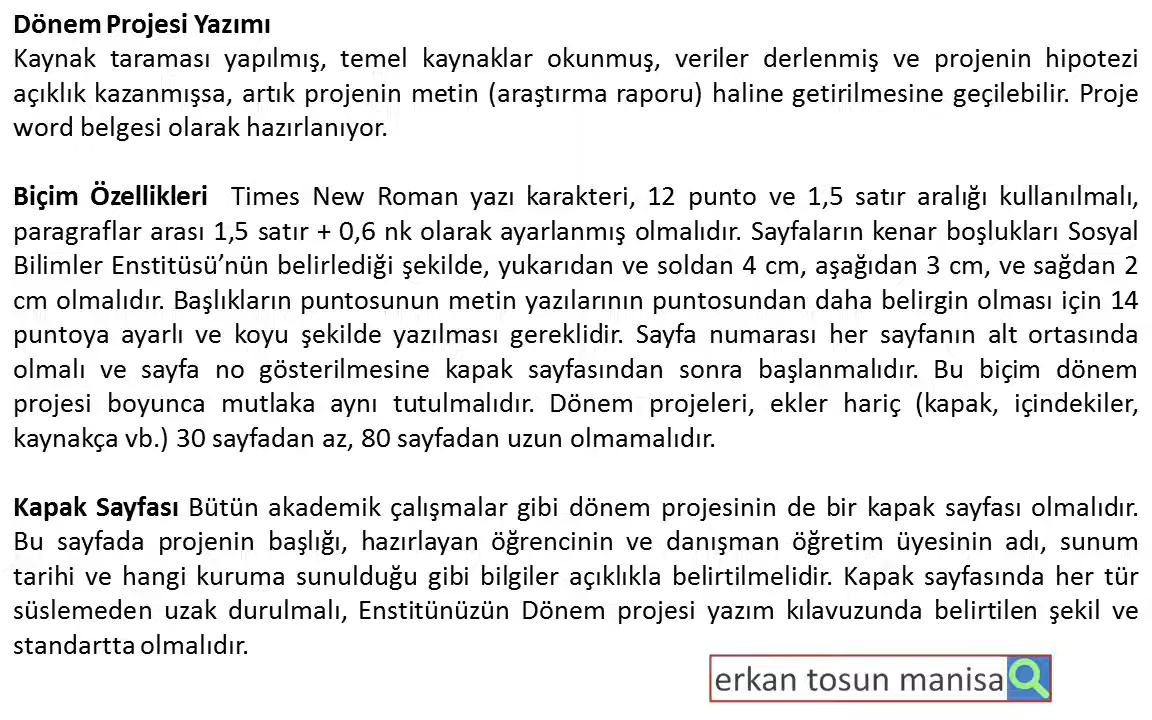 Dönem Projesi Yazımı
Kaynak taraması yapılmış, temel kaynaklar okunmuş, veriler derlenmiş ve projenin hipotezi
açıklık kazanmışsa, artık projenin metin (araştırma raporu) haline getirilmesine geçilebilir. Proje
word belgesi olarak hazırlanıyor.
Biçim Özellikleri Times New Roman yazı karakteri, 12 punto ve 1,5 satır aralığı kullanılmalı,
paragraflar arası 1,5 satır + 0,6 nk olarak ayarlanmış olmalıdır. Sayfaların kenar boşlukları Sosyal
Bilimler Enstitüsü’nün belirlediği şekilde, yukarıdan ve soldan 4 cm, aşağıdan 3 cm, ve sağdan 2
cm olmalıdır. Başlıkların puntosunun metin yazılarının puntosundan daha belirgin olması için 14
puntoya ayarlı ve koyu şekilde yazılması gereklidir. Sayfa numarası her sayfanın alt ortasında
olmalı ve sayfa no gösterilmesine kapak sayfasından sonra başlanmalıdır. Bu biçim dönem
projesi boyunca mutlaka aynı tutulmalıdır. Dönem projeleri, ekler hariç (kapak, içindekiler,
kaynakça vb.) 30 sayfadan az, 80 sayfadan uzun olmamalıdır.
Kapak Sayfası Bütün akademik çalışmalar gibi dönem projesinin de bir kapak sayfası olmalıdır.
Bu sayfada projenin başlığı, hazırlayan öğrencinin ve danışman öğretim üyesinin adı, sunum
tarihi ve hangi kuruma sunulduğu gibi bilgiler açıklıkla belirtilmelidir. Kapak sayfasında her tür
süslemeden uzak durulmalı, Enstitünüzün Dönem projesi yazım kılavuzunda belirtilen şekil ve
standartta olmalıdır.
erkan tosun manisa